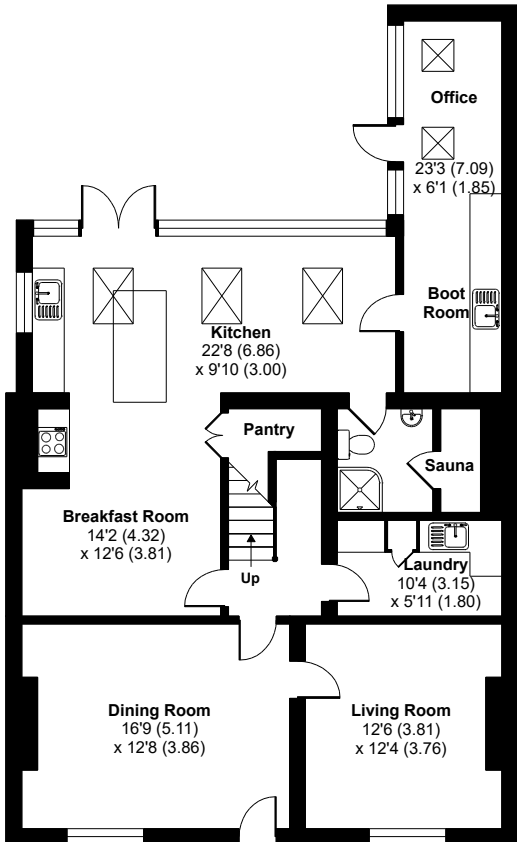 Office
23'3 (7.09)
x 6'1 (1.85)
Boot
Room
Kitchen
22'8 (6.86)
x 9'10 (3.00)
Pantry
Sauna
Breakfast Room
14'2 (4.32)
x 12'6 (3.81)
Up
Laundry
10'4 (3.15)
x 5'11 (1.80)
Dining Room
16'9 (5.11)
x 12'8 (3.86)
Living Room
12'6 (3.81)
x 12'4 (3.76)